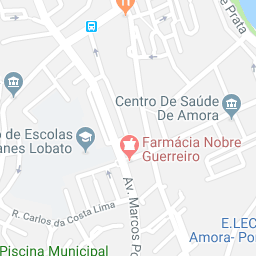 Prata
Centro De Saúde
De Amora
o de Escolas
anes Lobato
Farmácia Nobre
Guerreiro
R. Carlos da Costa Lima
Av. Marcos Po
E.LEC
Amora- Po
Piscina Municipal